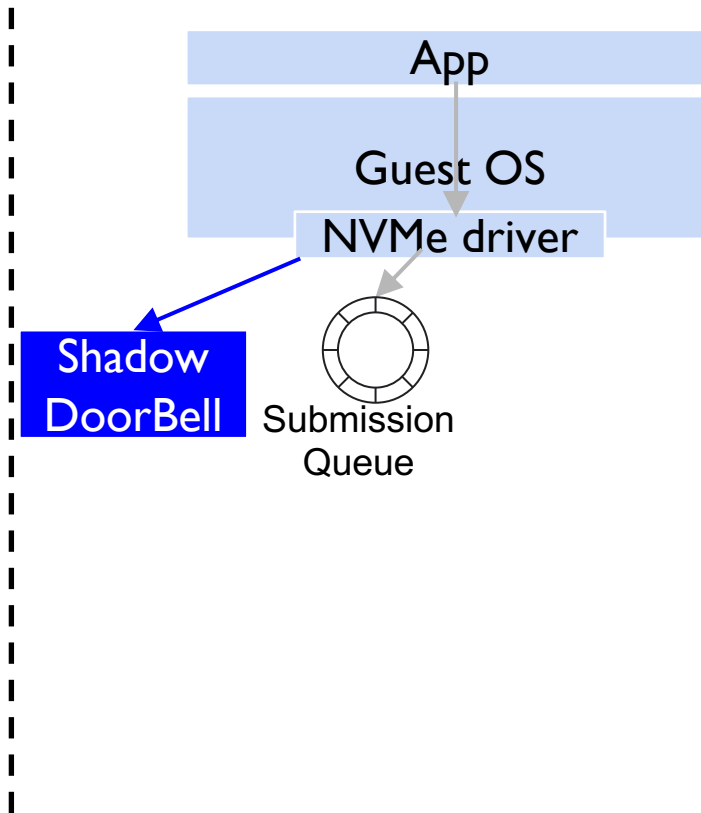 App
Guest OS
NVMe driver
Shadow
DoorBell
Submission
Queue